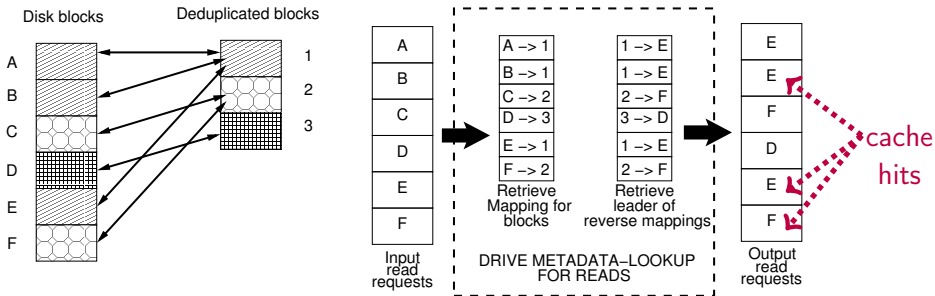 Disk blocks
Deduplicated blocks
A
B
C
D
E
F
1
2
3
A
B
C
D
E
F
Input
read
requests
A −> 1
B −> 1
C −> 2
D −> 3
E −> 1
F −> 2
Retrieve
Mapping for
blocks
1 −> E
1 −> E
2 −> F
3 −> D
1 −> E
2 −> F
Retrieve
leader of
reverse mappings
DRIVE METADATA−LOOKUP
FOR READS
E
E
F
D
E
F
Output
read
requests
cache
hits